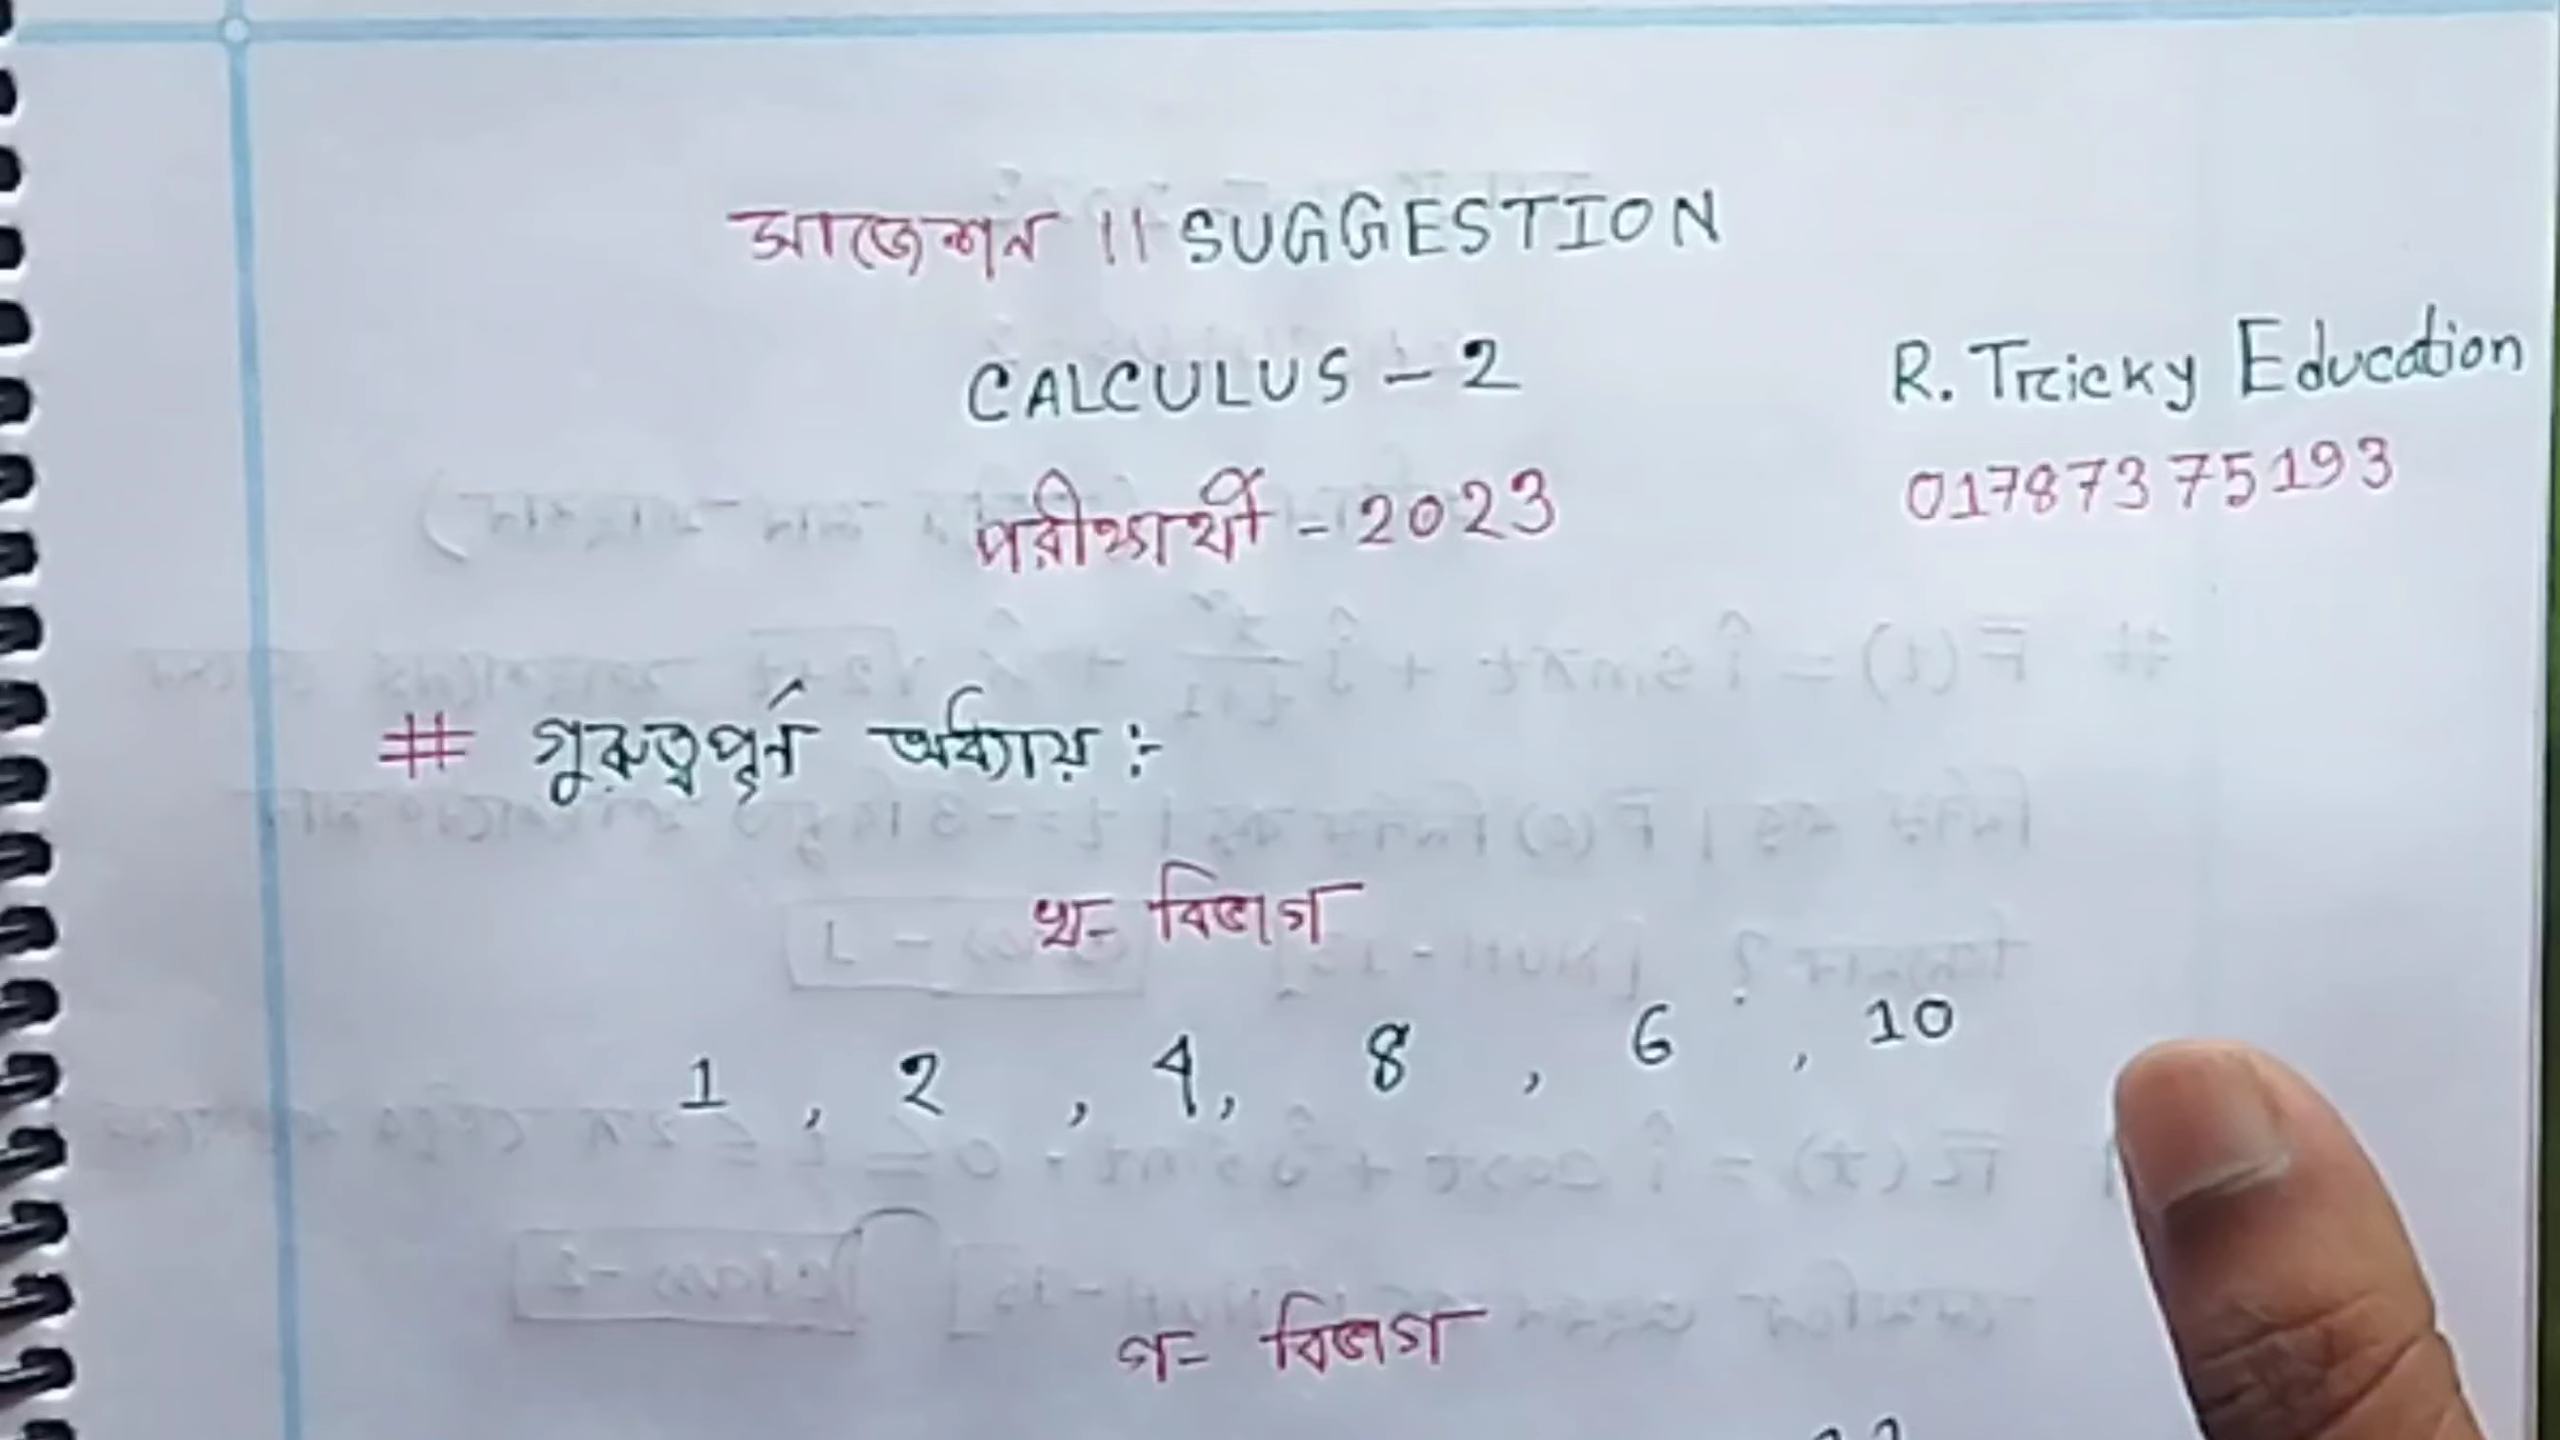 সাজেশন || SUGGESTION
CALCULUS - 2
R. Tricky Education
পরীক্ষার্থী - 2023
01787375193
# গুরুত্বপূর্ন অধ্যায় :-
খ- বিভাগ
1 , 2 , 4, 8 , 6 , 10
গ- বিভাগ